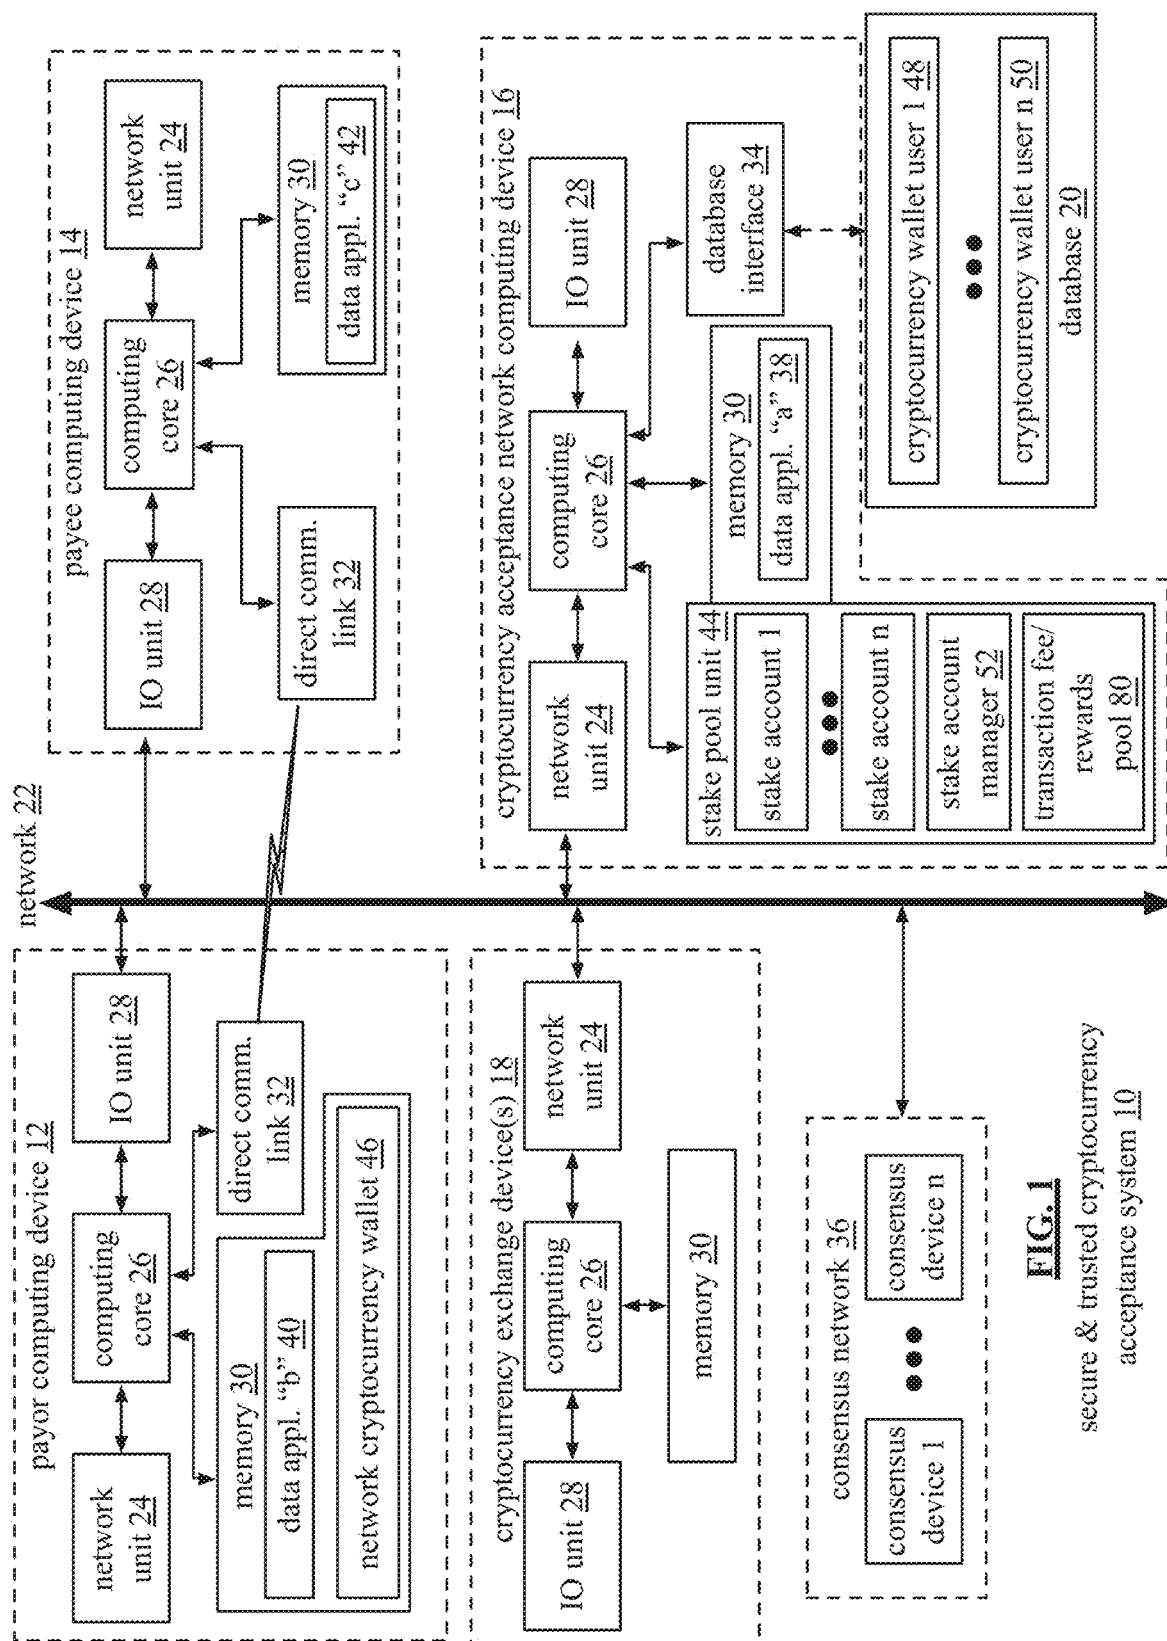 payor computing device 12
network
unit 24
computing
core 26
IO unit 28
memory 30
data appl. “b” 40
network cryptocurrency wallet 46
direct comm.
link 32
network 22
payee computing device 14
IO unit 28
computing
core 26
network
unit 24
direct comm.
link 32
memory 30
data appl. “c” 42
cryptocurrency exchange device(s) 18
IO unit 28
computing
core 26
network
unit 24
memory 30
cryptocurrency acceptance network computing device 16
network
unit 24
computing
core 26
IO unit 28
stake pool unit 44
stake account 1
stake account n
stake account
manager 52
transaction fee/
rewards
pool 80
memory 30
data appl. “a” 38
database
interface 34
cryptocurrency wallet user 1 48
cryptocurrency wallet user n 50
database 20
consensus network 36
consensus
device 1
consensus
device n
FIG.1
secure & trusted cryptocurrency
acceptance system 10